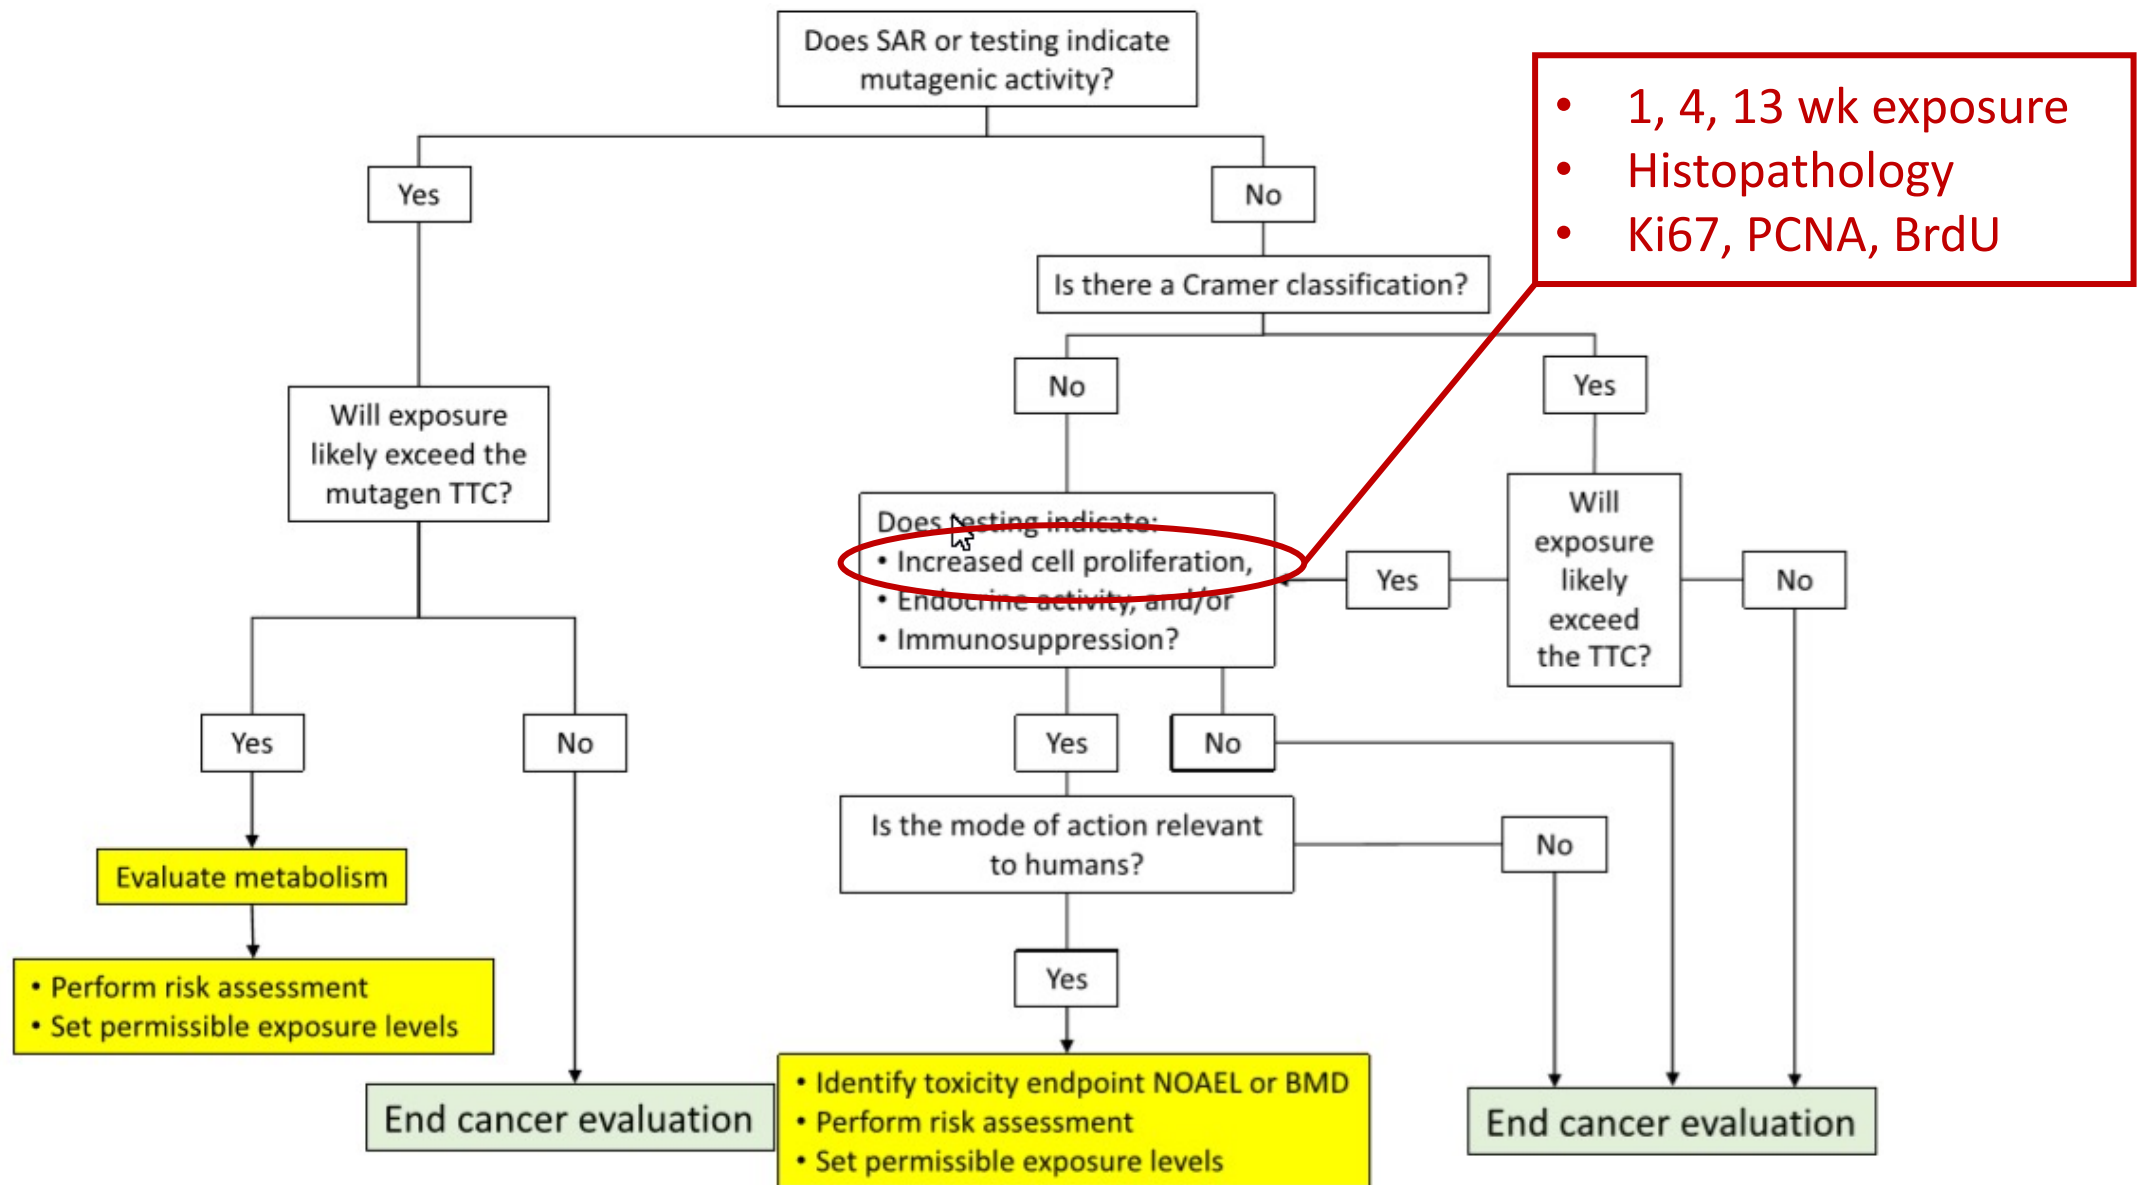 Does SAR or testing indicate
mutagenic activity?
• 1, 4, 13 wk exposure
• Histopathology
• Ki67, PCNA, BrdU
Yes
No
Is there a Cramer classification?
No
Yes
Will exposure
likely exceed the
mutagen TTC?
Does testing indicate:
• Increased cell proliferation,
• Endocrine activity, and/or
• Immunosuppression?
Will
exposure
likely
exceed
the TTC?
Yes
No
Yes
No
Yes
No
Is the mode of action relevant
to humans?
No
Evaluate metabolism
Yes
• Perform risk assessment
• Set permissible exposure levels
End cancer evaluation
• Identify toxicity endpoint NOAEL or BMD
• Perform risk assessment
• Set permissible exposure levels
End cancer evaluation